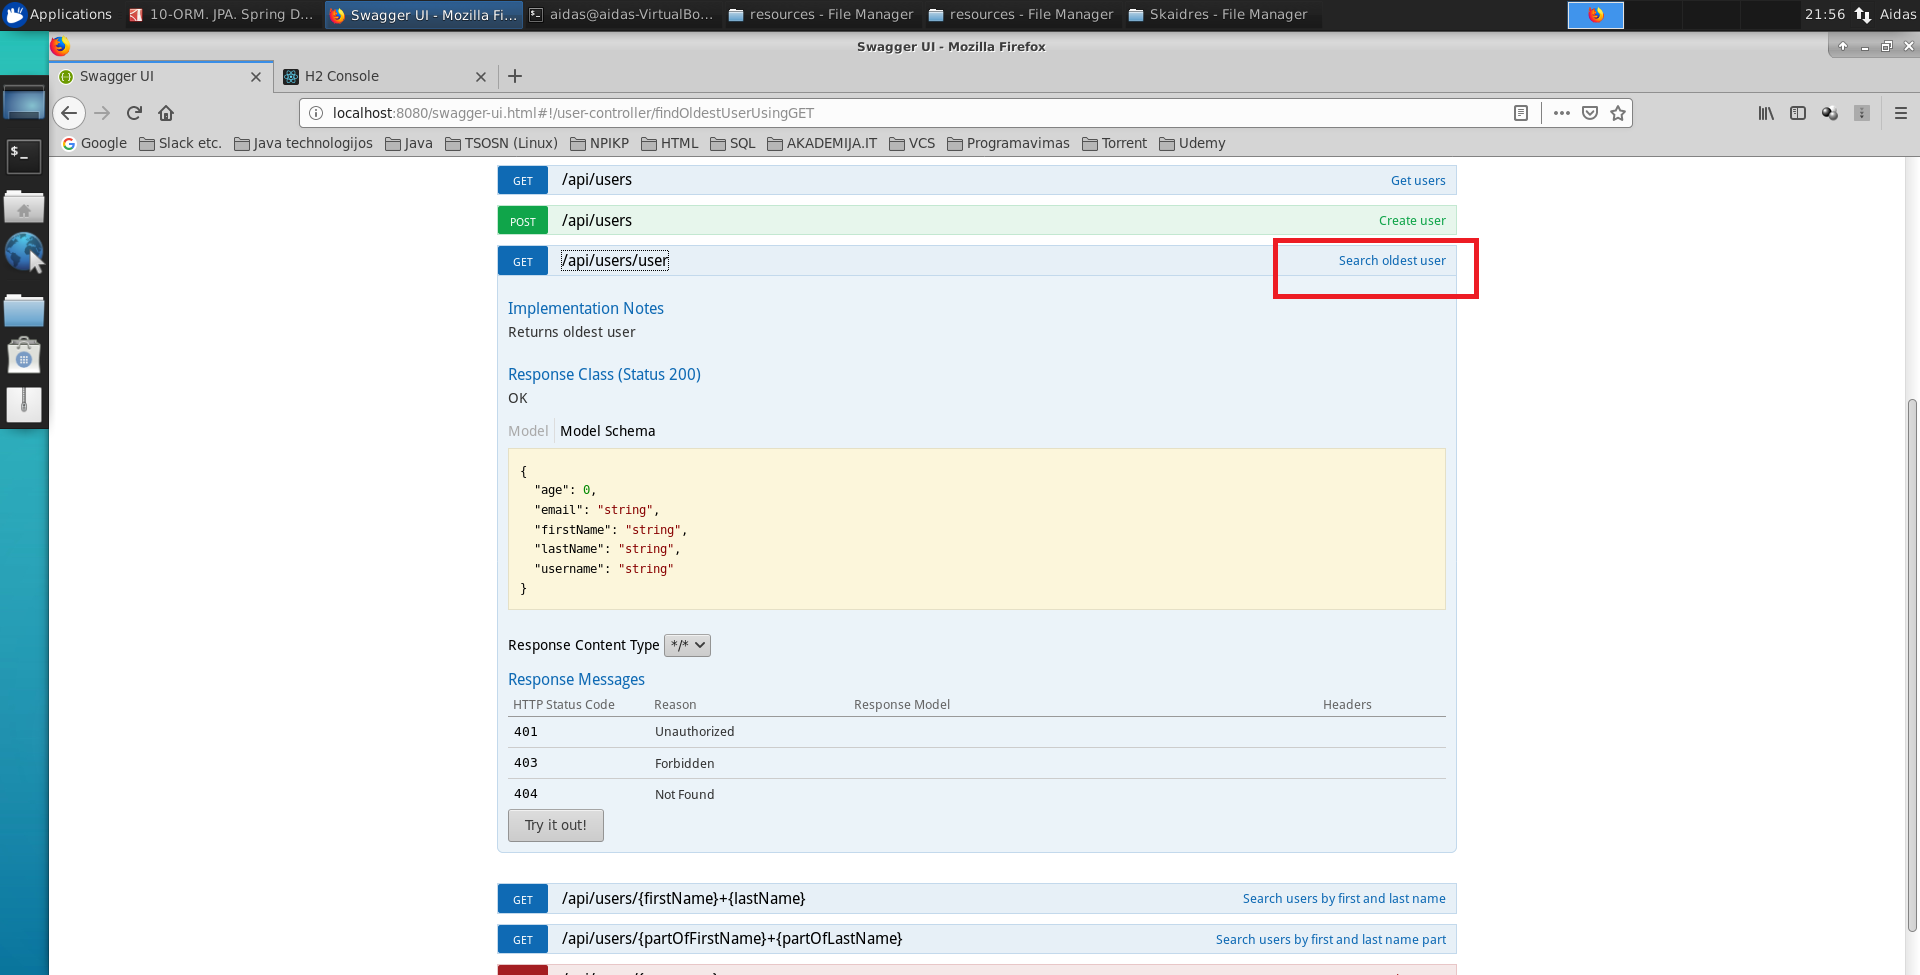 Applications 10-ORM. JPA. Spring D... Swagger UI - Mozilla Fi... aidas@aidas-VirtualBo... resources - File Manager resources - File Manager Skaidres - File Manager 21:56 Aidas
Swagger UI - Mozilla Firefox
Swagger UI H2 Console
localhost:8080/swagger-ui.html#!/user-controller/findOldestUserUsingGET
Google Slack etc. Java technologijos Java TSOSN (Linux) NPIKP HTML SQL AKADEMIJA.IT VCS Programavimas Torrent Udemy
GET /api/users Get users
POST /api/users Create user
GET /api/users/user Search oldest user
Implementation Notes
Returns oldest user
Response Class (Status 200)
OK
Model Model Schema
{
"age": 0,
"email": "string",
"firstName": "string",
"lastName": "string",
"username": "string"
}
Response Content Type */*
Response Messages
HTTP Status Code Reason Response Model Headers
401 Unauthorized
403 Forbidden
404 Not Found
Try it out!
GET /api/users/{firstName}+{lastName} Search users by first and last name
GET /api/users/{partOfFirstName}+{partOfLastName} Search users by first and last name part